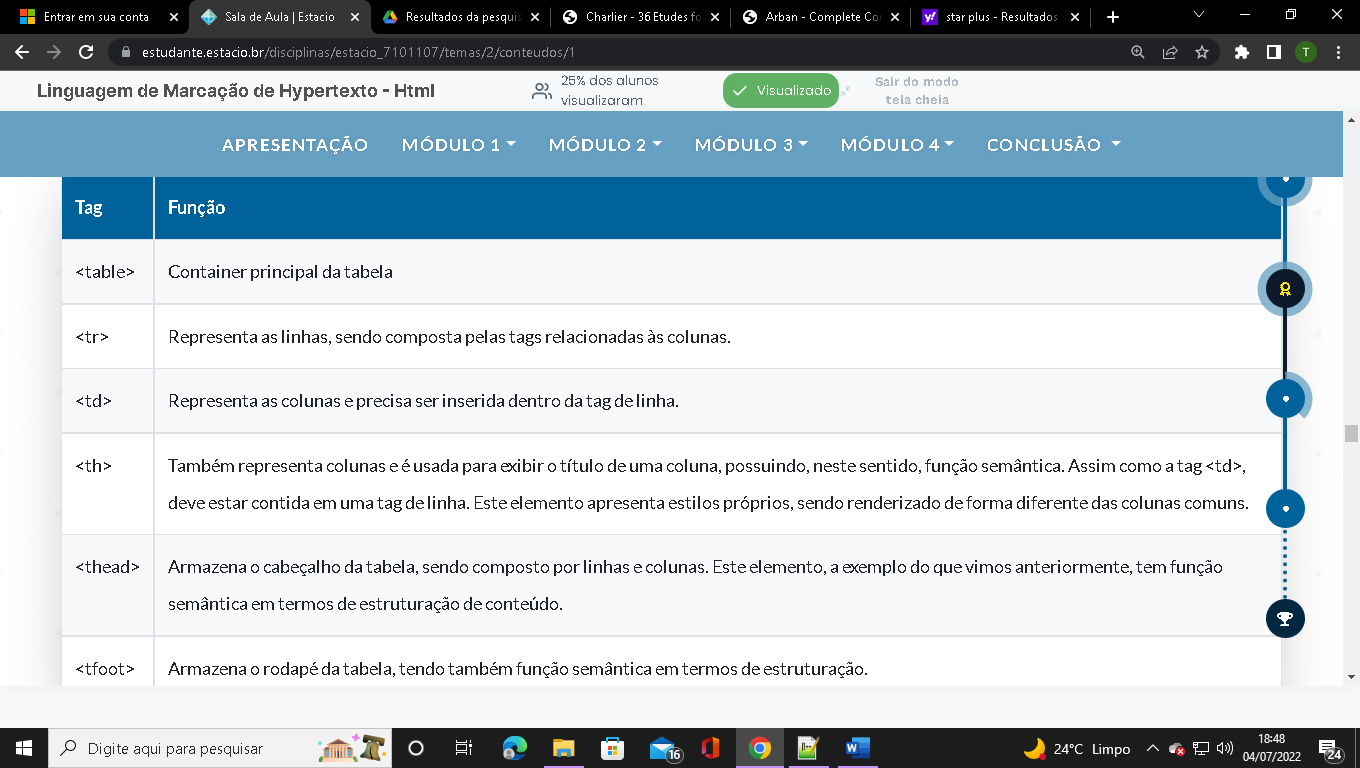 Entrar em sua conta
Sala de Aula | Estacio
Resultados da pesquis
Charlier - 36 Etudes fo
Arban - Complete Co
star plus - Resultados
estudante.estacio.br/disciplinas/estacio_7101107/temas/2/conteudos/1
T
Linguagem de Marcação de Hypertexto - Html
25% dos alunos
visualizaram
Visualizado
Sair do modo
tela cheia
APRESENTAÇÃO MÓDULO 1 MÓDULO 2 MÓDULO 3 MÓDULO 4 CONCLUSÃO
Tag Função
<table> Container principal da tabela
<tr> Representa as linhas, sendo composta pelas tags relacionadas às colunas.
<td> Representa as colunas e precisa ser inserida dentro da tag de linha.
<th> Também representa colunas e é usada para exibir o título de uma coluna, possuindo, neste sentido, função semântica. Assim como a tag <td>,
deve estar contida em uma tag de linha. Este elemento apresenta estilos próprios, sendo renderizado de forma diferente das colunas comuns.
<thead> Armazena o cabeçalho da tabela, sendo composto por linhas e colunas. Este elemento, a exemplo do que vimos anteriormente, tem função
semântica em termos de estruturação de conteúdo.
<tfoot> Armazena o rodapé da tabela, tendo também função semântica em termos de estruturação.
Digite aqui para pesquisar
16
24°C Limpo
18:48
04/07/2022
24